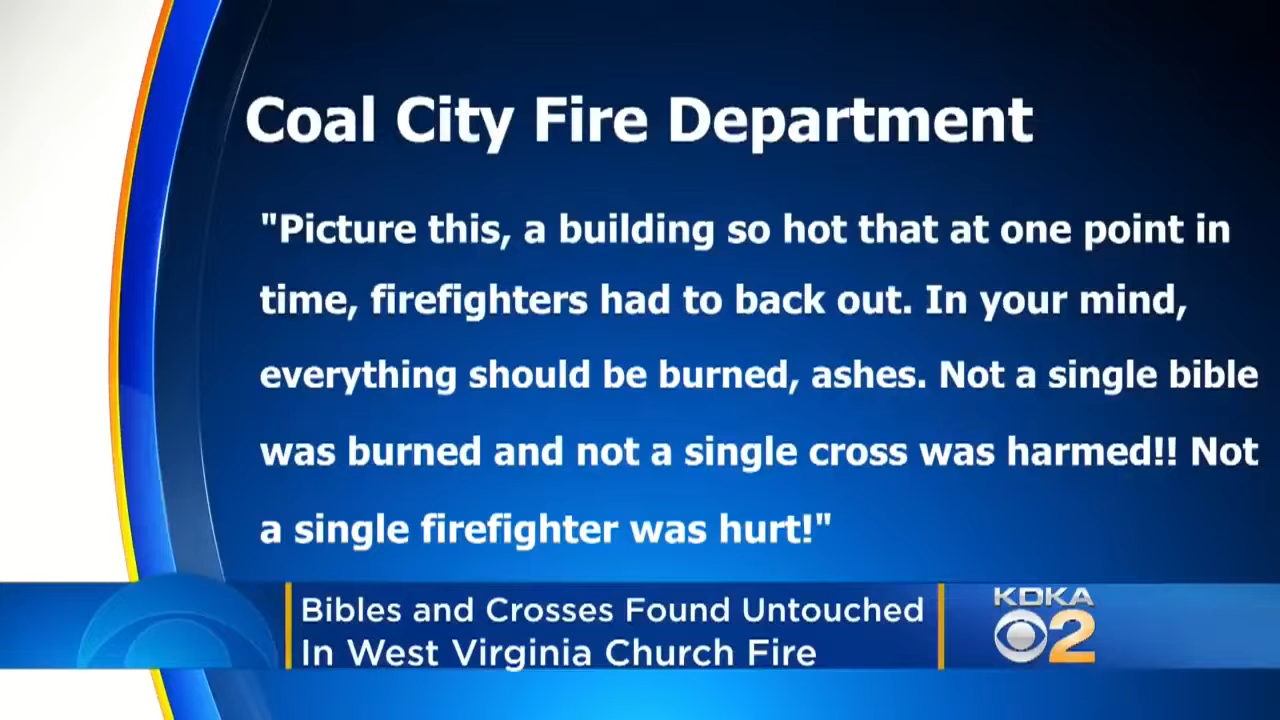 Coal City Fire Department
"Picture this, a building so hot that at one point in
time, firefighters had to back out. In your mind,
everything should be burned, ashes. Not a single bible
was burned and not a single cross was harmed!! Not
a single firefighter was hurt!"
Bibles and Crosses Found Untouched
In West Virginia Church Fire
KDKA
2